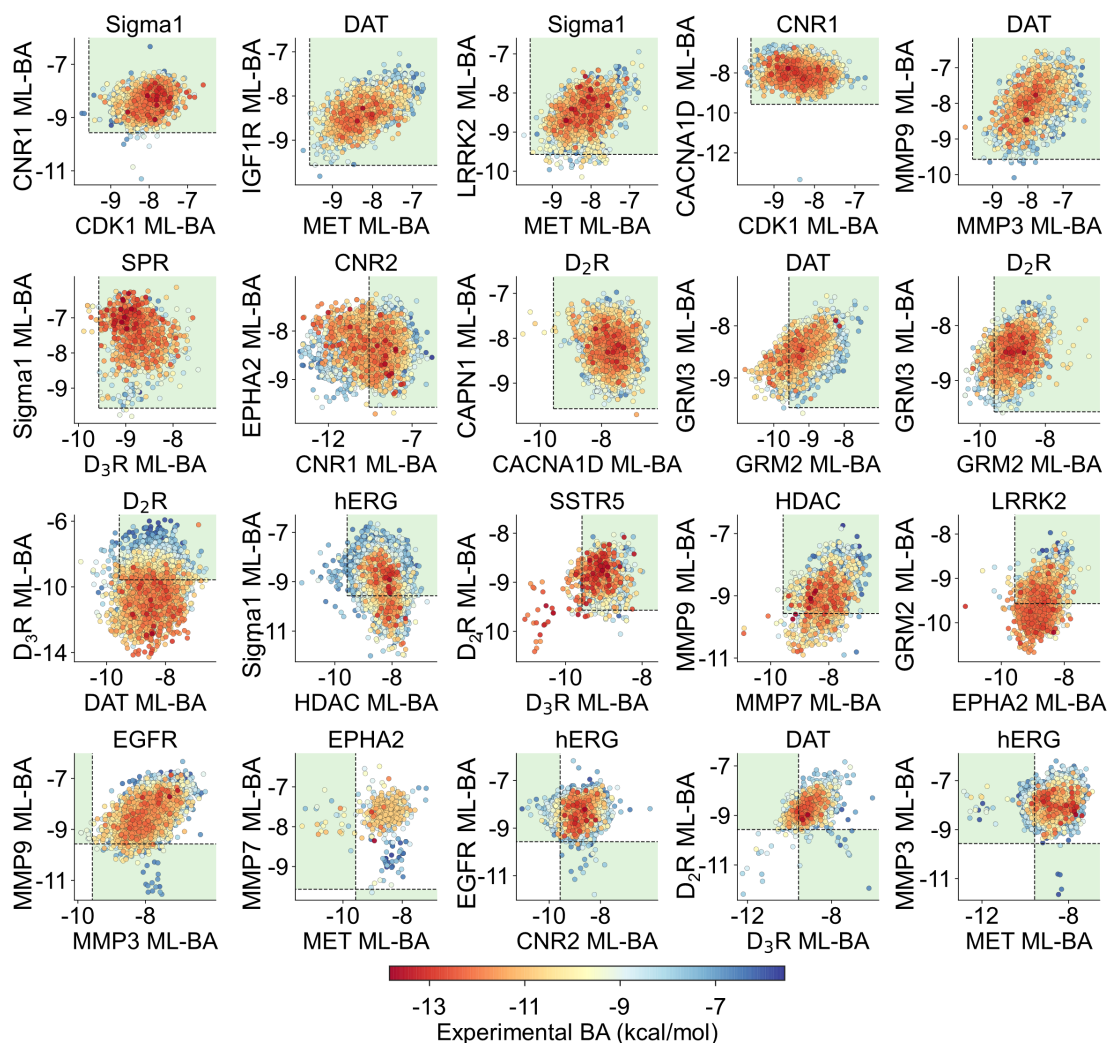 Sigma1
CNR1 ML-BA
-7
-9
-11
-9
-7
CDK1 ML-BA
DAT
IGF1R ML-BA
-7
-9
-9
-8
-7
MET ML-BA
Sigma1
LRRK2 ML-BA
-7
-8
-9
-10
-9
-8
-7
MET ML-BA
CNR1
CACNA1D ML-BA
-8
-10
-12
-9
-8
-7
CDK1 ML-BA
DAT
MMP9 ML-BA
-7
-8
-9
-10
-9
-8
-7
MMP3 ML-BA
SPR
Sigma1 ML-BA
-7
-8
-9
-10
-9
-8
D₃R ML-BA
CNR2
EPHA2 ML-BA
-8
-9
-12
-7
CNR1 ML-BA
D₂R
CAPN1 ML-BA
-7
-8
-9
-10
-8
CACNA1D ML-BA
DAT
GRM3 ML-BA
-8
-9
-10
-8
GRM2 ML-BA
D₂R
GRM3 ML-BA
-8
-9
-10
-8
GRM2 ML-BA
D₂R
D₃R ML-BA
-6
-8
-10
-14
-10
-8
DAT ML-BA
hERG
Sigma1 ML-BA
-7
-9
-11
-10
-8
HDAC ML-BA
SSTR5
D₄R ML-BA
-8
-9
-10
-10
-8
D₃R ML-BA
HDAC
MMP9 ML-BA
-7
-9
-11
-10
-8
MMP7 ML-BA
LRRK2
GRM2 ML-BA
-8
-9
-10
-10
-8
EPHA2 ML-BA
EGFR
MMP9 ML-BA
-7
-9
-11
-10
-8
MMP3 ML-BA
EPHA2
MMP7 ML-BA
-7
-8
-9
-10
-8
MET ML-BA
hERG
EGFR ML-BA
-7
-9
-11
-10
-8
CNR2 ML-BA
DAT
D₂R ML-BA
-7
-9
-11
-12
-10
-8
D₃R ML-BA
hERG
MMP3 ML-BA
-7
-9
-11
-12
-8
MET ML-BA
-13
-11
-9
-7
Experimental BA (kcal/mol)